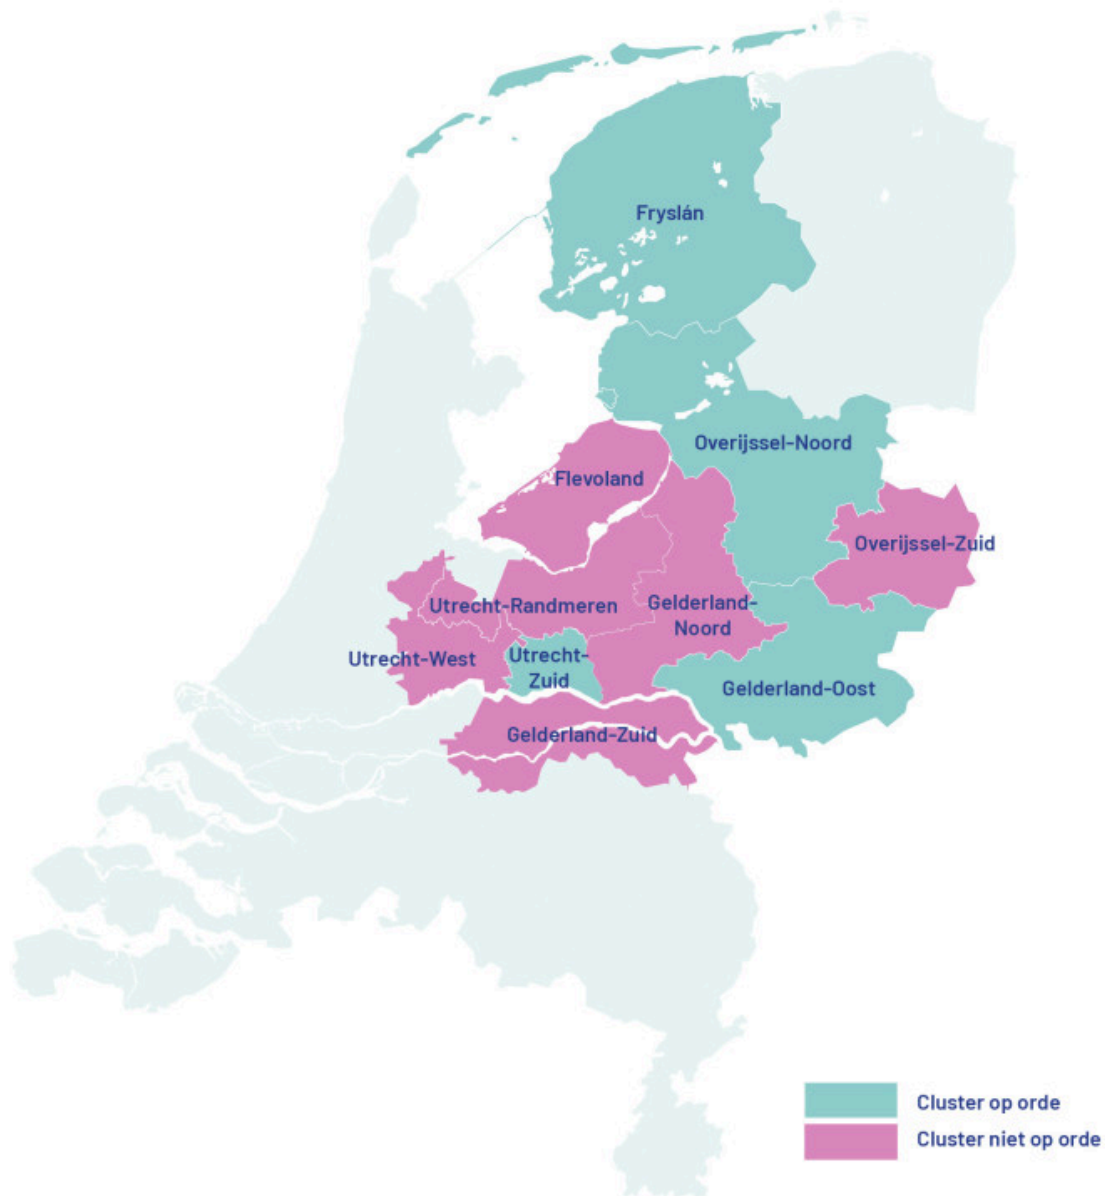 Fryslán
Overijssel-Noord
Flevoland
Overijssel-Zuid
Utrecht-Randmeren
Gelderland-
Noord
Utrecht-West
Utrecht-
Zuid
Gelderland-Oost
Gelderland-Zuid
Cluster op orde
Cluster niet op orde